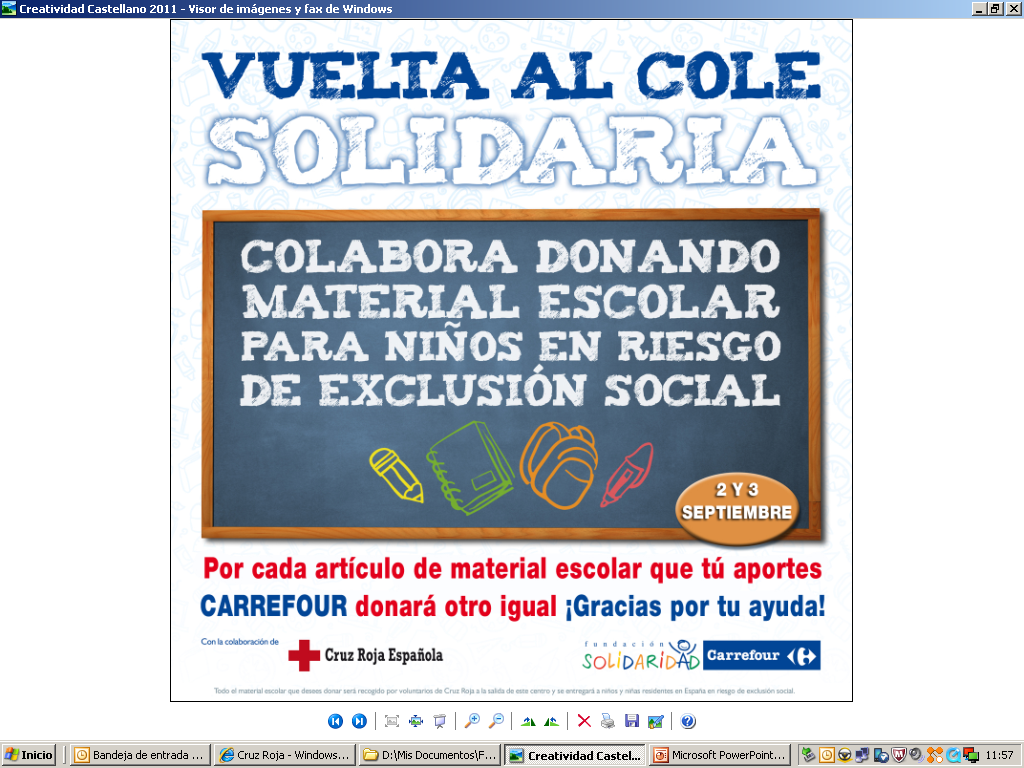 Creatividad Castellano 2011 - Visor de imágenes y fax de Windows
VUELTA AL COLE
SOLIDARIA
COLABORA DONANDO
MATERIAL ESCOLAR
PARA NIÑOS EN RIESGO
DE EXCLUSIÓN SOCIAL
2 Y 3
SEPTIEMBRE
Por cada artículo de material escolar que tú aportes
CARREFOUR donará otro igual ¡Gracias por tu ayuda!
Con la colaboración de
Cruz Roja Española
fundación
SOLIDARIDAD
Carrefour
Todo el material escolar que desees donar será recogido por voluntarios de Cruz Roja a la salida de este centro y se entregará a niños y niñas residentes en España en riesgo de exclusión social.
Inicio
Bandeja de entrada ...
Cruz Roja - Windows...
D:\Mis Documentos\F...
Creatividad Castel...
Microsoft PowerPoint...
11:57